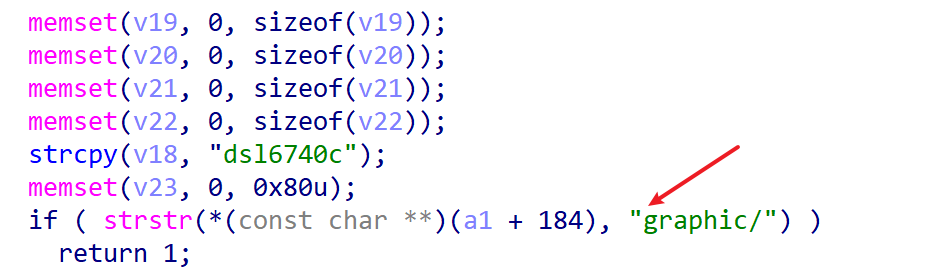 memset(v19, 0, sizeof(v19));
memset(v20, 0, sizeof(v20));
memset(v21, 0, sizeof(v21));
memset(v22, 0, sizeof(v22));
strcpy(v18, "dsl6740c");
memset(v23, 0, 0x80u);
if ( strstr(*(const char **)(a1 + 184), "graphic/") )
  return 1;